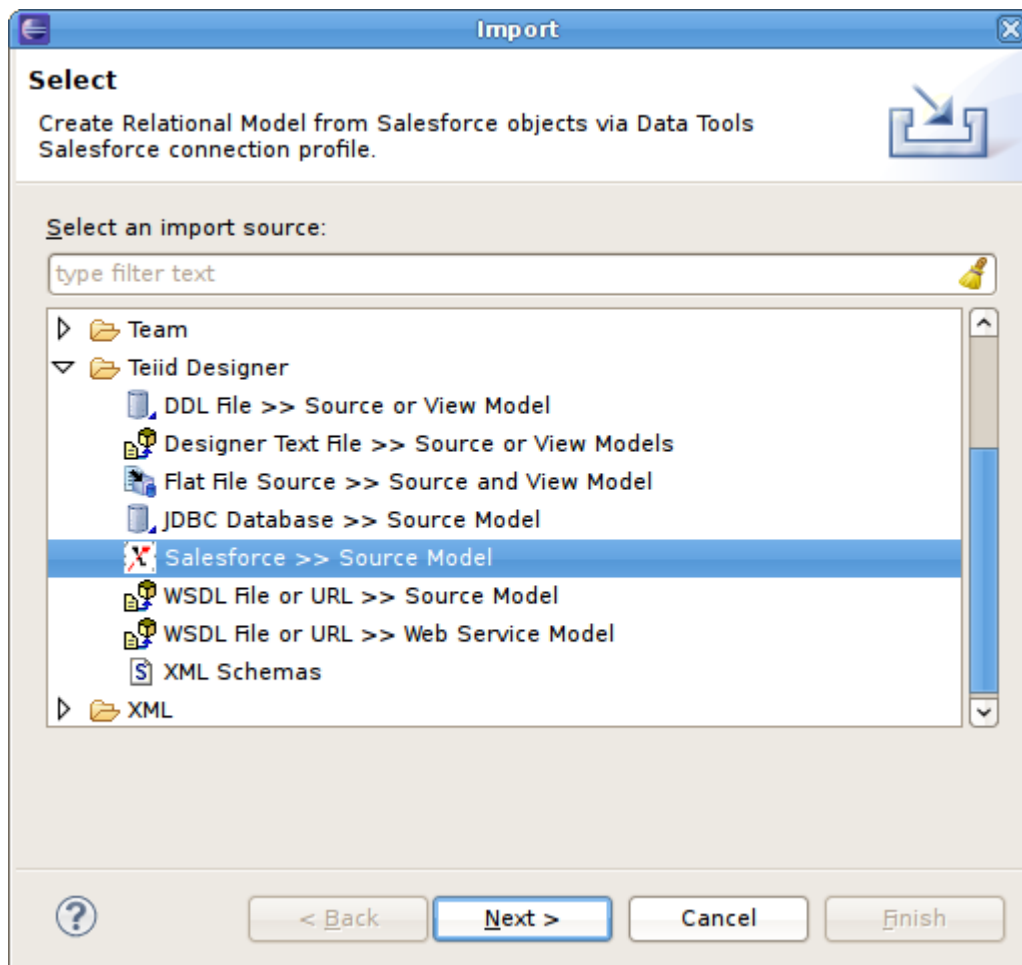 Import
Select
Create Relational Model from Salesforce objects via Data Tools
Salesforce connection profile.
Select an import source:
type filter text
Team
Teiid Designer
DDL File >> Source or View Model
Designer Text File >> Source or View Models
Flat File Source >> Source and View Model
JDBC Database >> Source Model
Salesforce >> Source Model
WSDL File or URL >> Source Model
WSDL File or URL >> Web Service Model
XML Schemas
XML
< Back Next > Cancel Finish